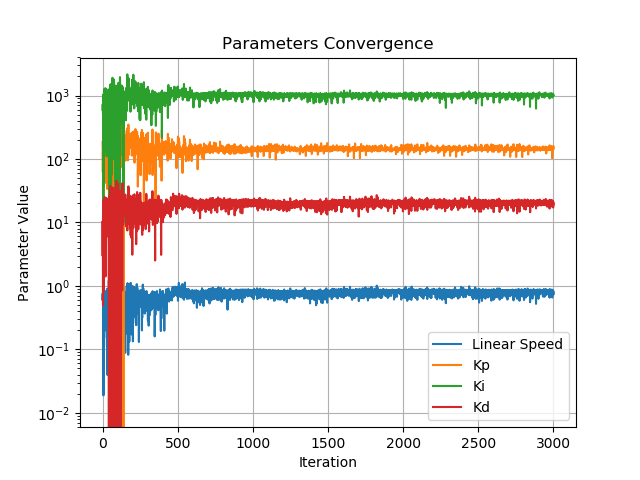 Parameters Convergence
Parameter Value
10³
10²
10¹
10⁰
10⁻¹
10⁻²
Linear Speed
Kp
Ki
Kd
0 500 1000 1500 2000 2500 3000
Iteration